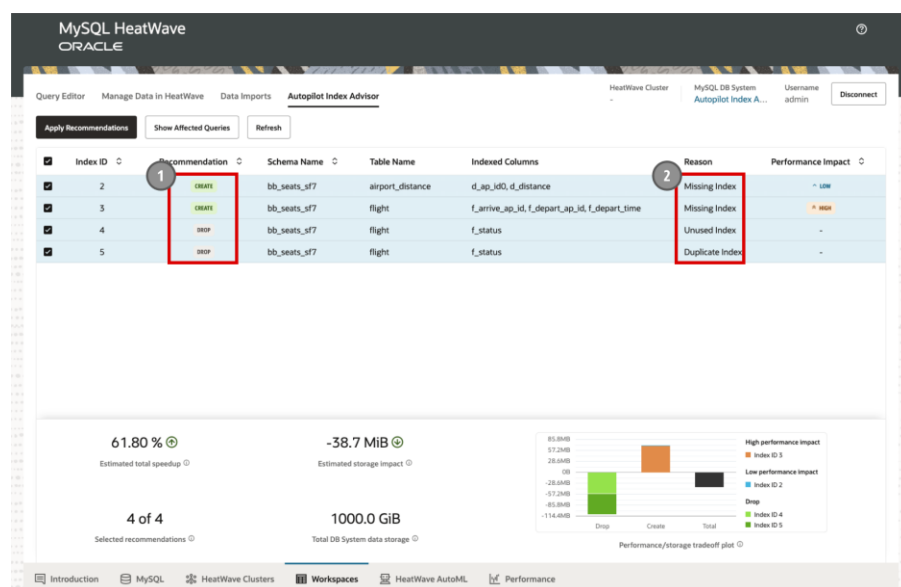 MySQL HeatWave
ORACLE
Query Editor Manage Data in HeatWave Data Imports Autopilot Index Advisor
HeatWave Cluster MySQL DB System Username
- Autopilot Index A... admin Disconnect
Apply Recommendations Show Affected Queries Refresh
Index ID Recommendation Schema Name Table Name Indexed Columns Reason Performance Impact
1 2
2 CREATE bb_seats_sf7 airport_distance d_ap_id0, d_distance Missing Index LOW
3 CREATE bb_seats_sf7 flight f_arrive_ap_id, f_depart_ap_id, f_depart_time Missing Index HIGH
4 DROP bb_seats_sf7 flight f_status Unused Index -
5 DROP bb_seats_sf7 flight f_status Duplicate Index -
61.80 %
Estimated total speedup
-38.7 MiB
Estimated storage impact
4 of 4
Selected recommendations
1000.0 GiB
Total DB System data storage
85.8MB
57.2MB
28.6MB
0B
-28.6MB
-57.2MB
-85.8MB
-114.4MB
Drop Create Total
High performance impact
Index ID 3
Low performance impact
Index ID 2
Drop
Index ID 4
Index ID 5
Performance/storage tradeoff plot
Introduction MySQL HeatWave Clusters Workspaces HeatWave AutoML Performance